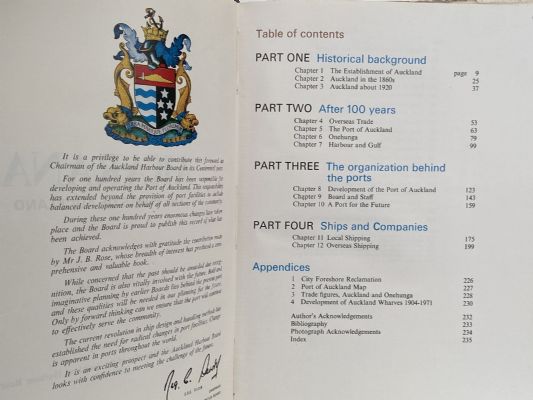 It is a privilege to be able to contribute this foreword as
Chairman of the Auckland Harbour Board in its Centennial year.
For one hundred years the Board has been responsible for
developing and operating the Port of Auckland. This responsibility
has extended beyond the provision of port facilities to include
balanced development on behalf of all sections of the community.
During these one hundred years enormous changes have taken
place and the Board is proud to publish this record of what has
been achieved.
The Board acknowledges with gratitude the contribution made
by Mr J. B. Rose, whose breadth of interest has produced a com-
prehensive and valuable book.
While concerned that the past should be awarded due recog-
nition, the Board is also vitally involved with the future. Bold and
imaginative planning by earlier Boards lies behind the present port
and these qualities will be needed in our planning for the future.
Only by forward thinking can we ensure that the port will continue
to effectively serve the community.
The current revolution in ship design and handling methods has
established the need for radical changes in port facilities. Change
is apparent in ports throughout the world.
It is an exciting prospect and the Auckland Harbour Board
looks with confidence to meeting the challenge of the future.
Table of contents
PART ONE Historical background
Chapter 1 The Establishment of Auckland page 9
Chapter 2 Auckland in the 1860s 25
Chapter 3 Auckland about 1920 37
PART TWO After 100 years
Chapter 4 Overseas Trade 53
Chapter 5 The Port of Auckland 63
Chapter 6 Onehunga 79
Chapter 7 Harbour and Gulf 99
PART THREE The organization behind
the ports
Chapter 8 Development of the Port of Auckland 123
Chapter 9 Board and Staff 143
Chapter 10 A Port for the Future 159
PART FOUR Ships and Companies
Chapter 11 Local Shipping 175
Chapter 12 Overseas Shipping 199
Appendices
1 City Foreshore Reclamation 226
2 Port of Auckland Map 227
3 Trade figures, Auckland and Onehunga 228
4 Development of Auckland Wharves 1904-1971 230
Author's Acknowledgements 232
Bibliography 233
Photograph Acknowledgements 234
Index 235